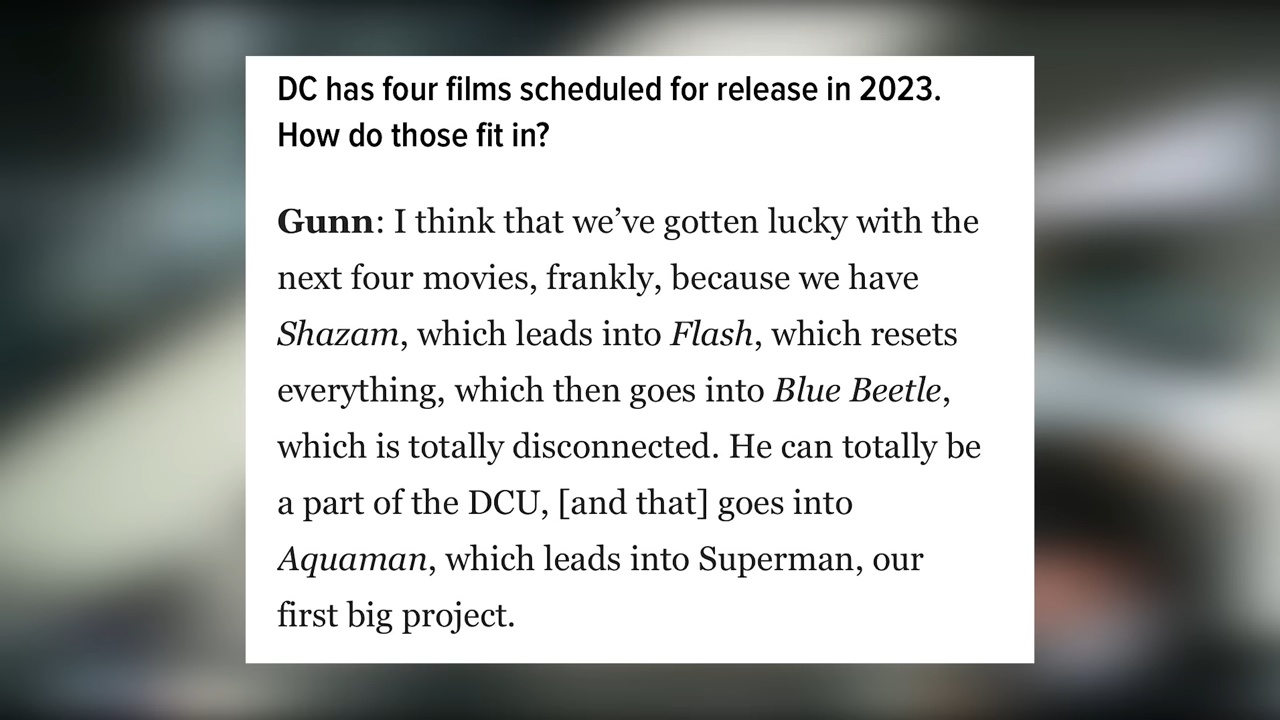 DC has four films scheduled for release in 2023.
How do those fit in?
Gunn: I think that we’ve gotten lucky with the
next four movies, frankly, because we have
Shazam, which leads into Flash, which resets
everything, which then goes into Blue Beetle,
which is totally disconnected. He can totally be
a part of the DCU, [and that] goes into
Aquaman, which leads into Superman, our
first big project.